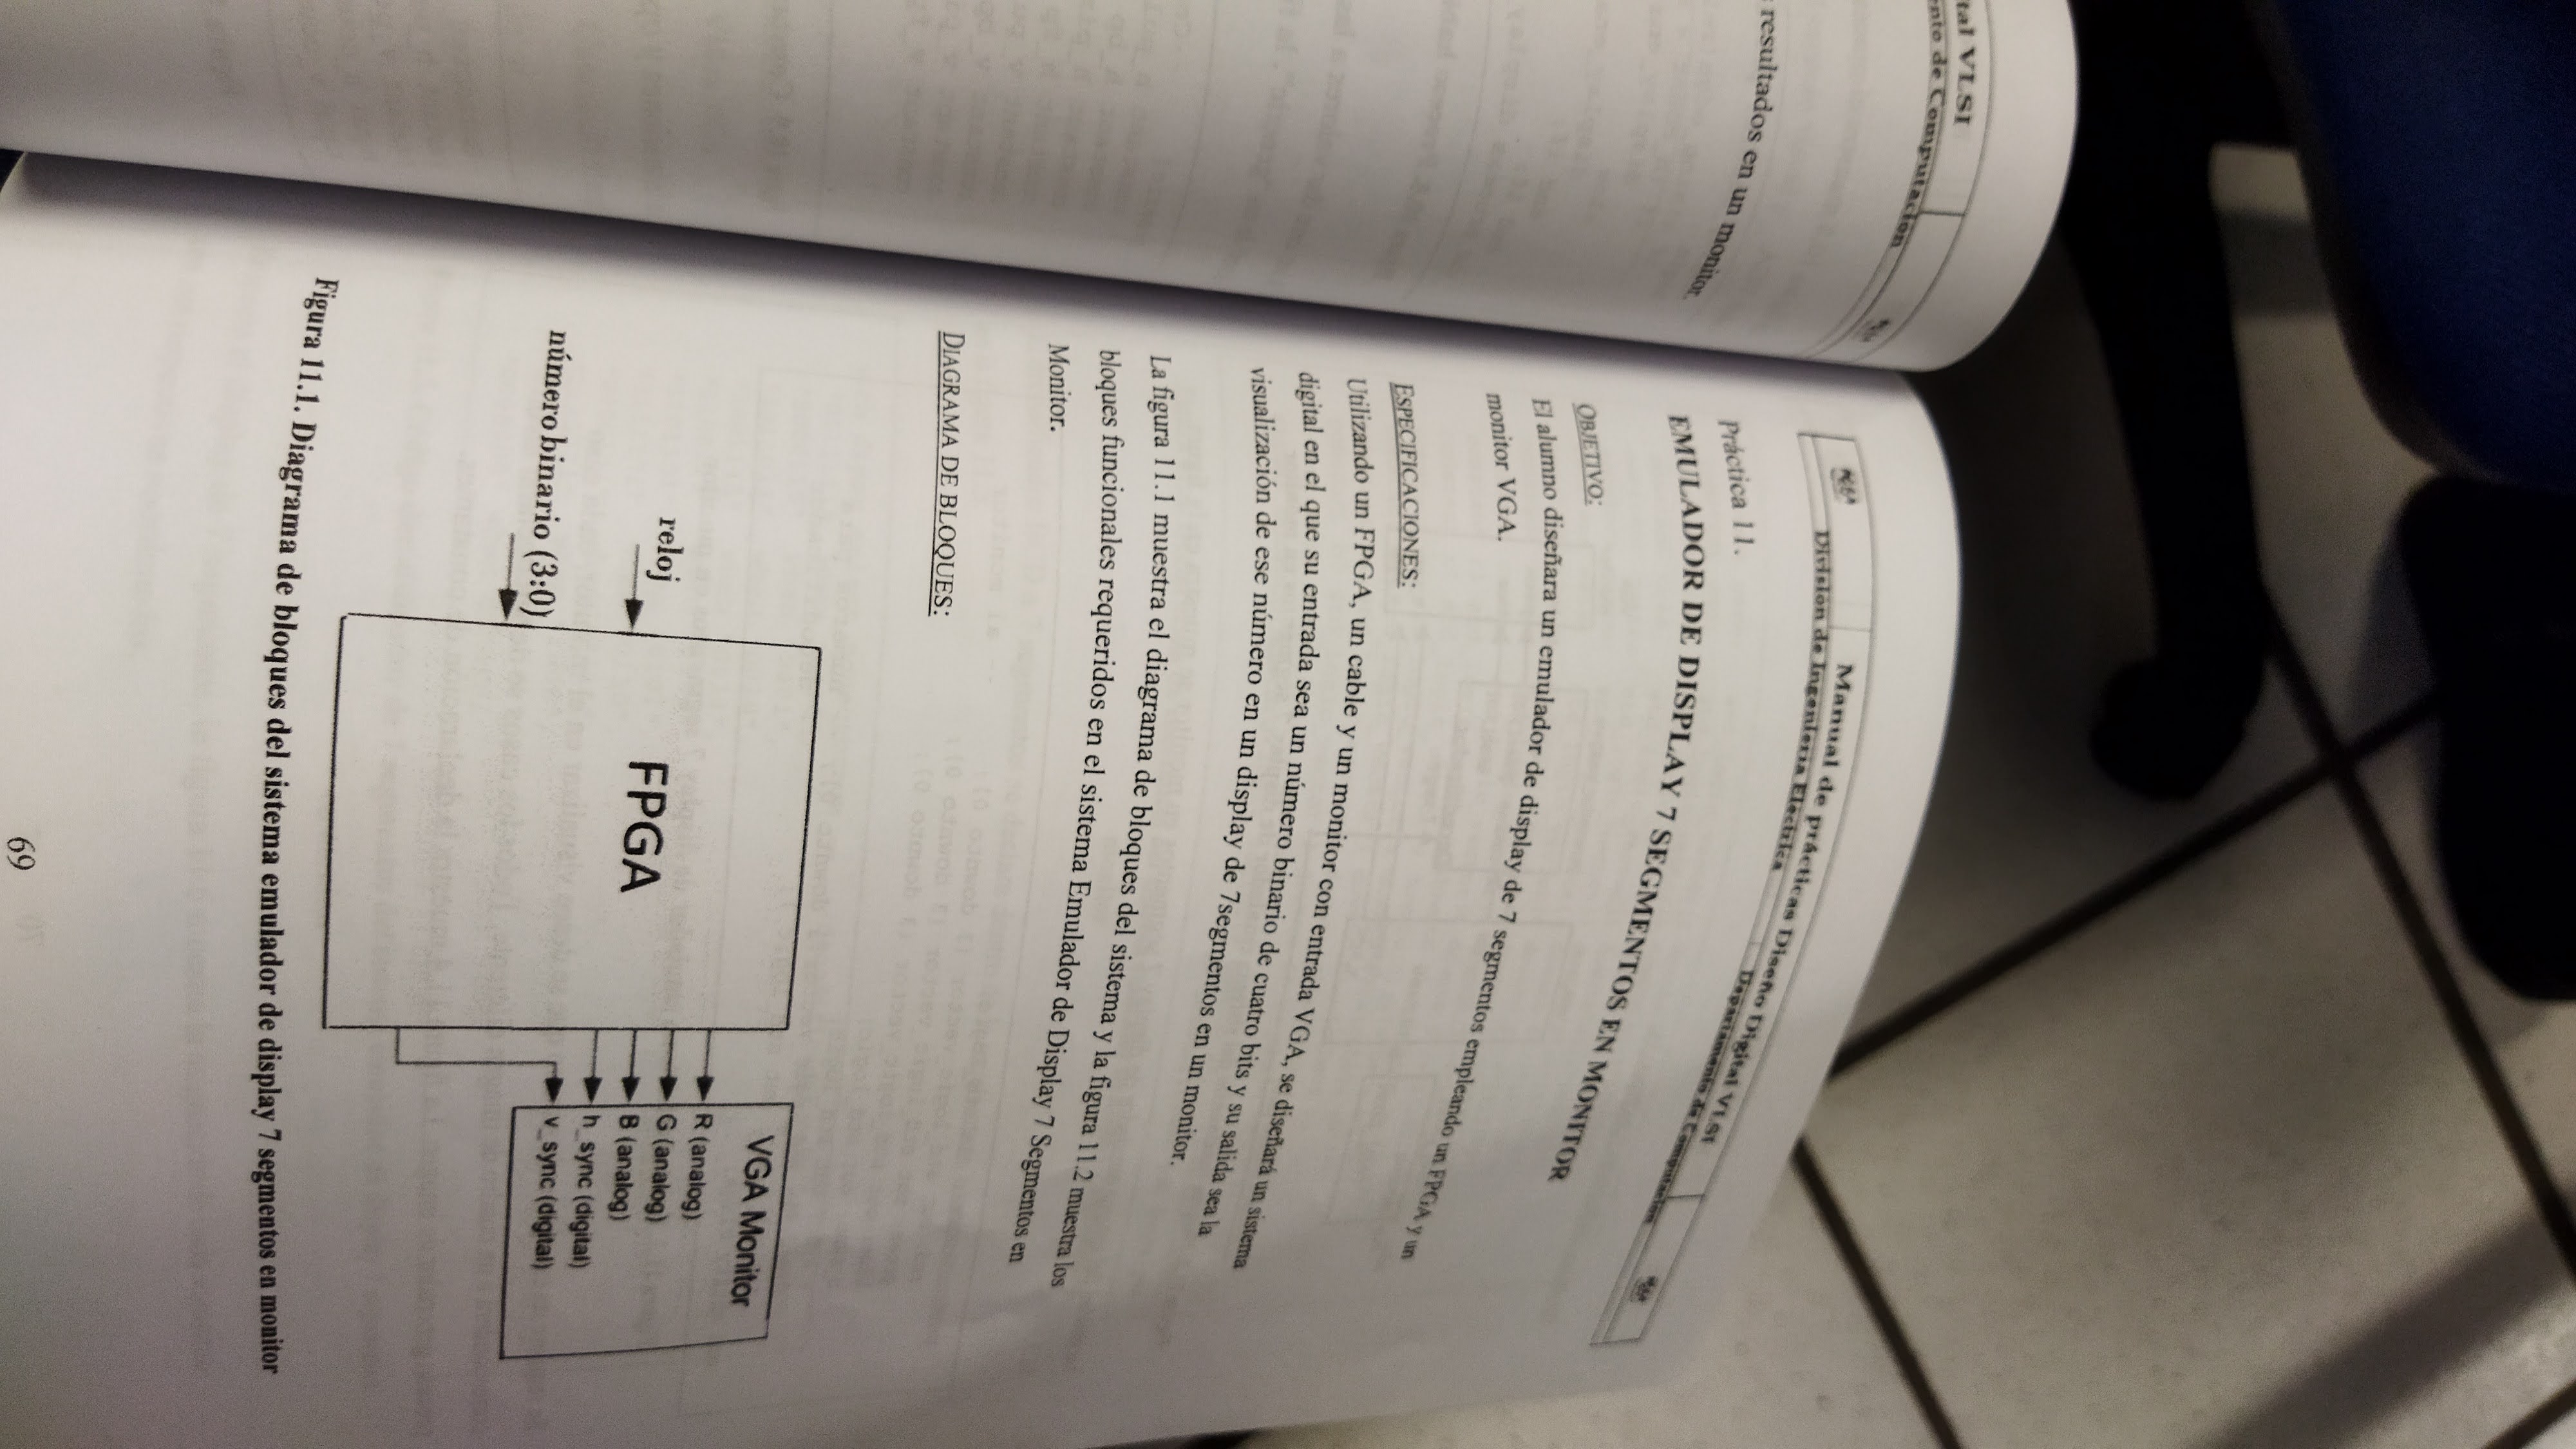 tal VLSI
ento de Computación
resultados en un monitor.
Manual de prácticas Diseño Digital VLSI
División de Ingeniería Eléctrica
Departamento de Computación
Práctica 11.
EMULADOR DE DISPLAY 7 SEGMENTOS EN MONITOR
OBJETIVO:
El alumno diseñara un emulador de display de 7 segmentos empleando un FPGA y un
monitor VGA.
ESPECIFICACIONES:
Utilizando un FPGA, un cable y un monitor con entrada VGA, se diseñará un sistema
digital en el que su entrada sea un número binario de cuatro bits y su salida sea la
visualización de ese número en un display de 7segmentos en un monitor.
La figura 11.1 muestra el diagrama de bloques del sistema y la figura 11.2 muestra los
bloques funcionales requeridos en el sistema Emulador de Display 7 Segmentos en
Monitor.
DIAGRAMA DE BLOQUES:
reloj
número binario (3:0)
FPGA
VGA Monitor
R (analog)
G (analog)
B (analog)
h_sync (digital)
v_sync (digital)
Figura 11.1. Diagrama de bloques del sistema emulador de display 7 segmentos en monitor
69